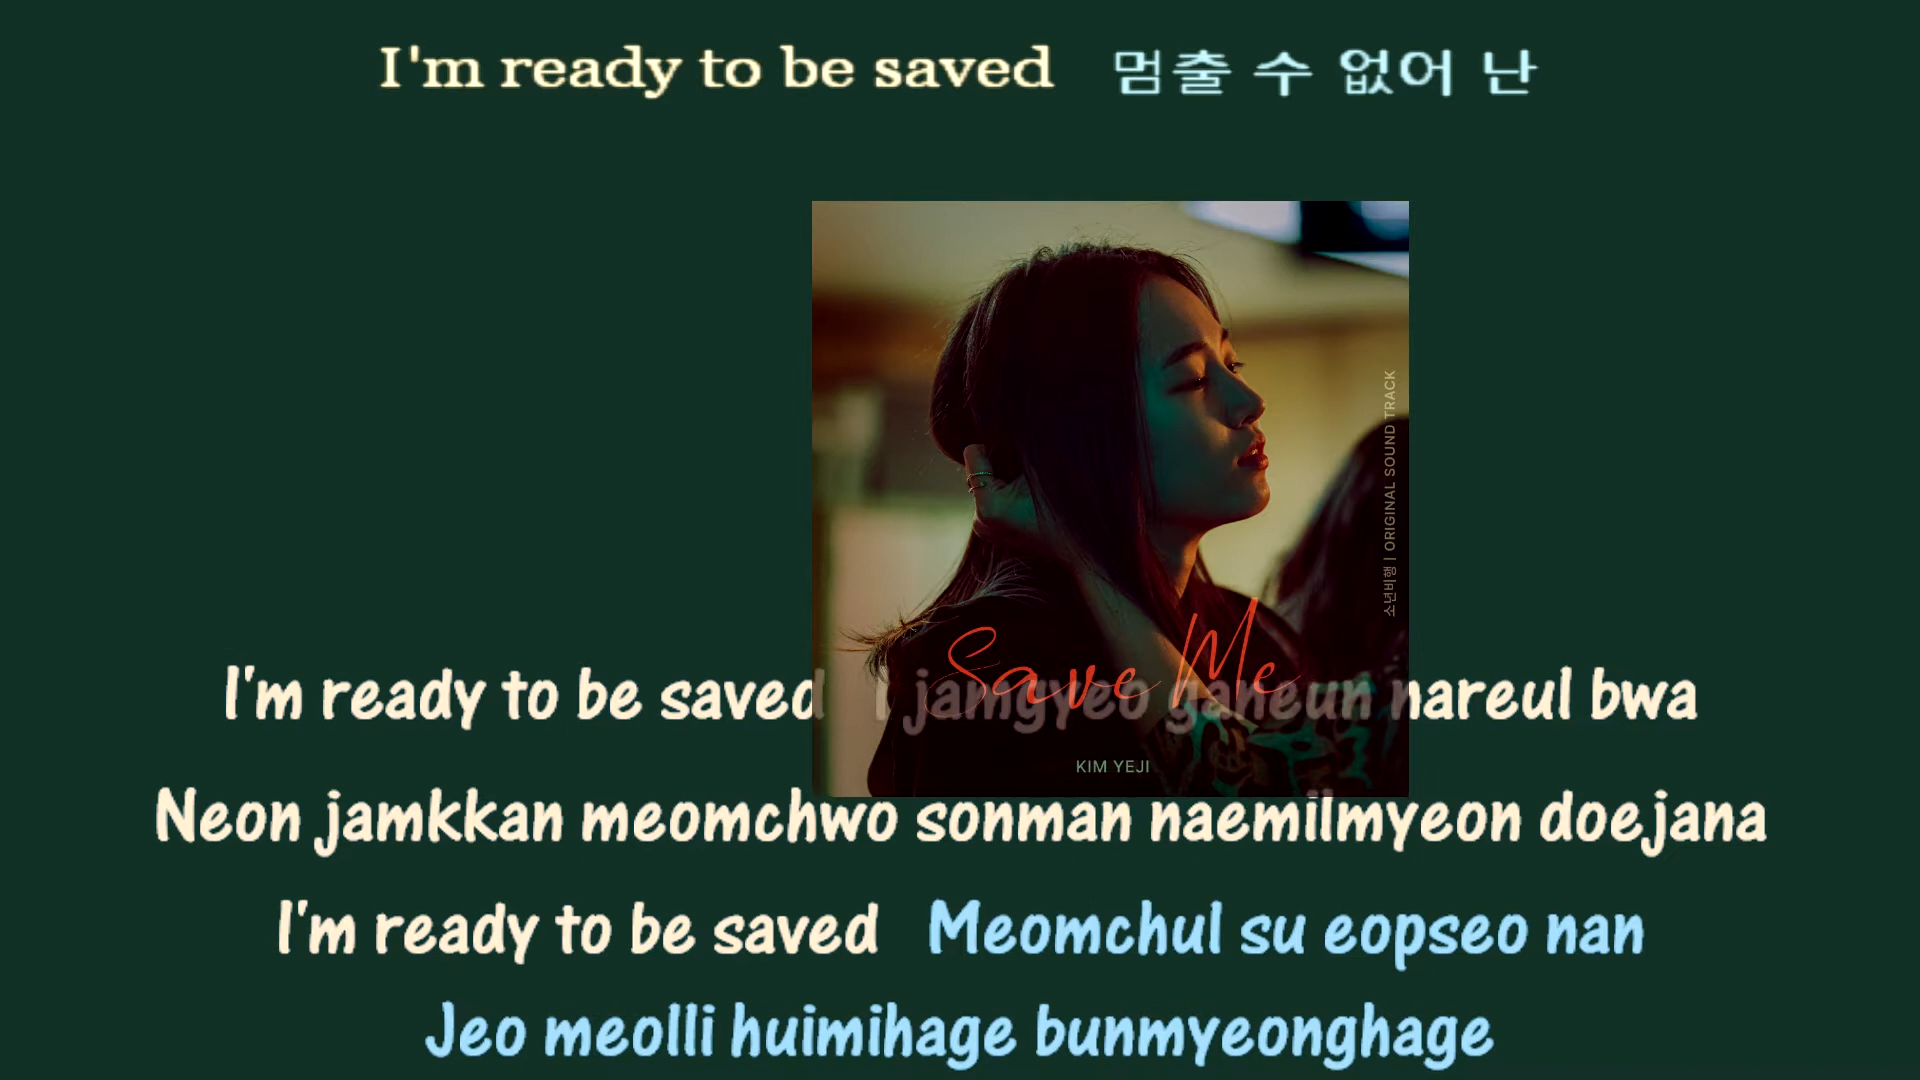 I'm ready to be saved 멈출 수 없어 난
소년비행 | ORIGINAL SOUND TRACK
Save Me
I'm ready to be saved I jamgyeo ganeun nareul bwa
KIM YEJI
Neon jamkkan meomchwo sonman naemilmyeon doejana
I'm ready to be saved Meomchul su eopseo nan
Jeo meolli huimihage bunmyeonghage